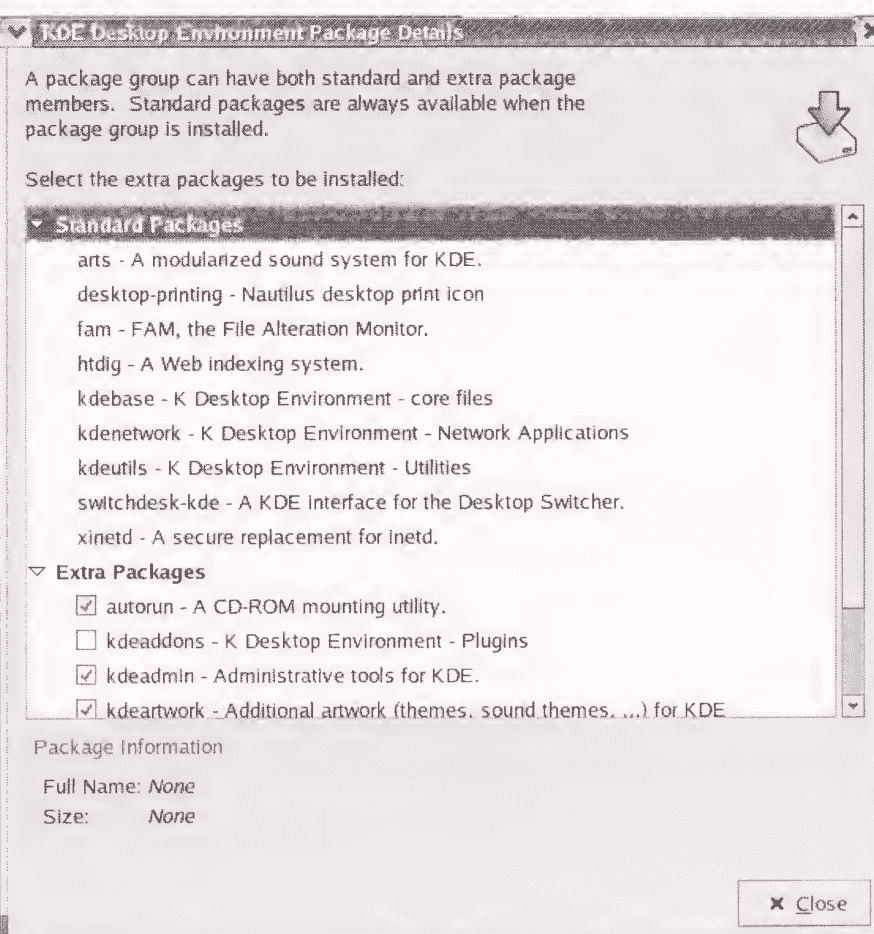 KDE Desktop Environment Package Details
A package group can have both standard and extra package
members. Standard packages are always available when the
package group is installed.
Select the extra packages to be installed:
Standard Packages
arts - A modularized sound system for KDE.
desktop-printing - Nautilus desktop print icon
fam - FAM, the File Alteration Monitor.
htdig - A Web indexing system.
kdebase - K Desktop Environment - core files
kdenetwork - K Desktop Environment - Network Applications
kdeutils - K Desktop Environment - Utilities
switchdesk-kde - A KDE interface for the Desktop Switcher.
xinetd - A secure replacement for inetd.
Extra Packages
autorun - A CD-ROM mounting utility.
kdeaddons - K Desktop Environment - Plugins
kdeadmin - Administrative tools for KDE.
kdeartwork - Additional artwork (themes, sound themes, ...) for KDE
Package Information
Full Name: None
Size: None
Close